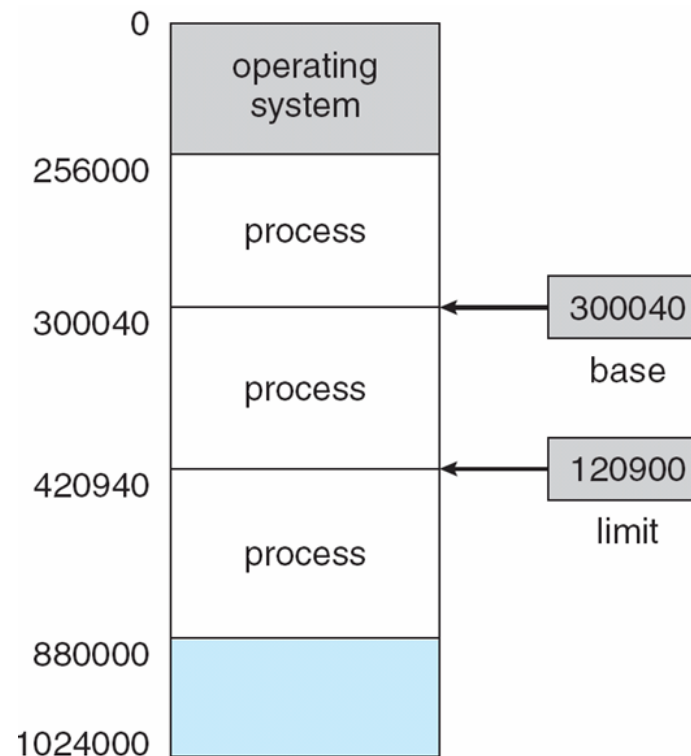 0
operating
system
256000
process
300040
300040
base
process
420940
120900
limit
process
880000
1024000